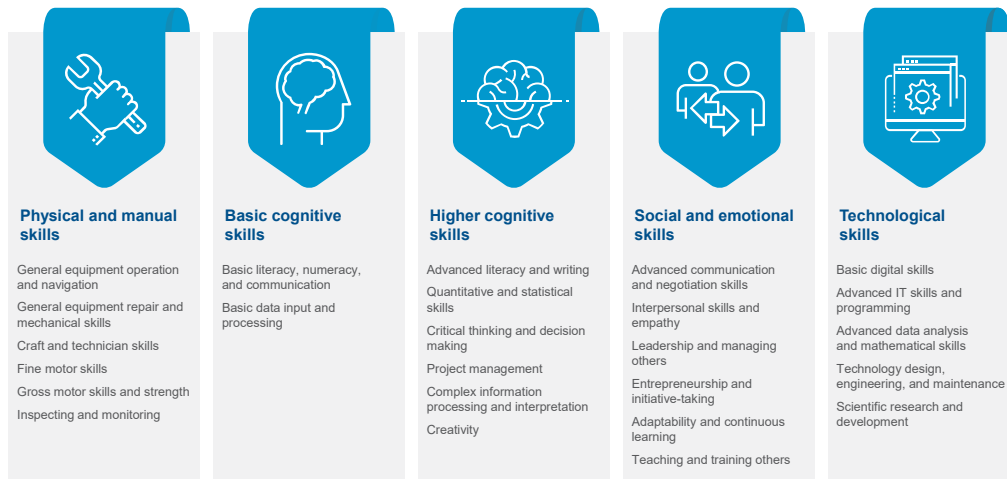 Physical and manual
skills
General equipment operation
and navigation
General equipment repair and
mechanical skills
Craft and technician skills
Fine motor skills
Gross motor skills and strength
Inspecting and monitoring
Basic cognitive
skills
Basic literacy, numeracy,
and communication
Basic data input and
processing
Higher cognitive
skills
Advanced literacy and writing
Quantitative and statistical
skills
Critical thinking and decision
making
Project management
Complex information
processing and interpretation
Creativity
Social and emotional
skills
Advanced communication
and negotiation skills
Interpersonal skills and
empathy
Leadership and managing
others
Entrepreneurship and
initiative-taking
Adaptability and continuous
learning
Teaching and training others
Technological
skills
Basic digital skills
Advanced IT skills and
programming
Advanced data analysis
and mathematical skills
Technology design,
engineering, and maintenance
Scientific research and
development